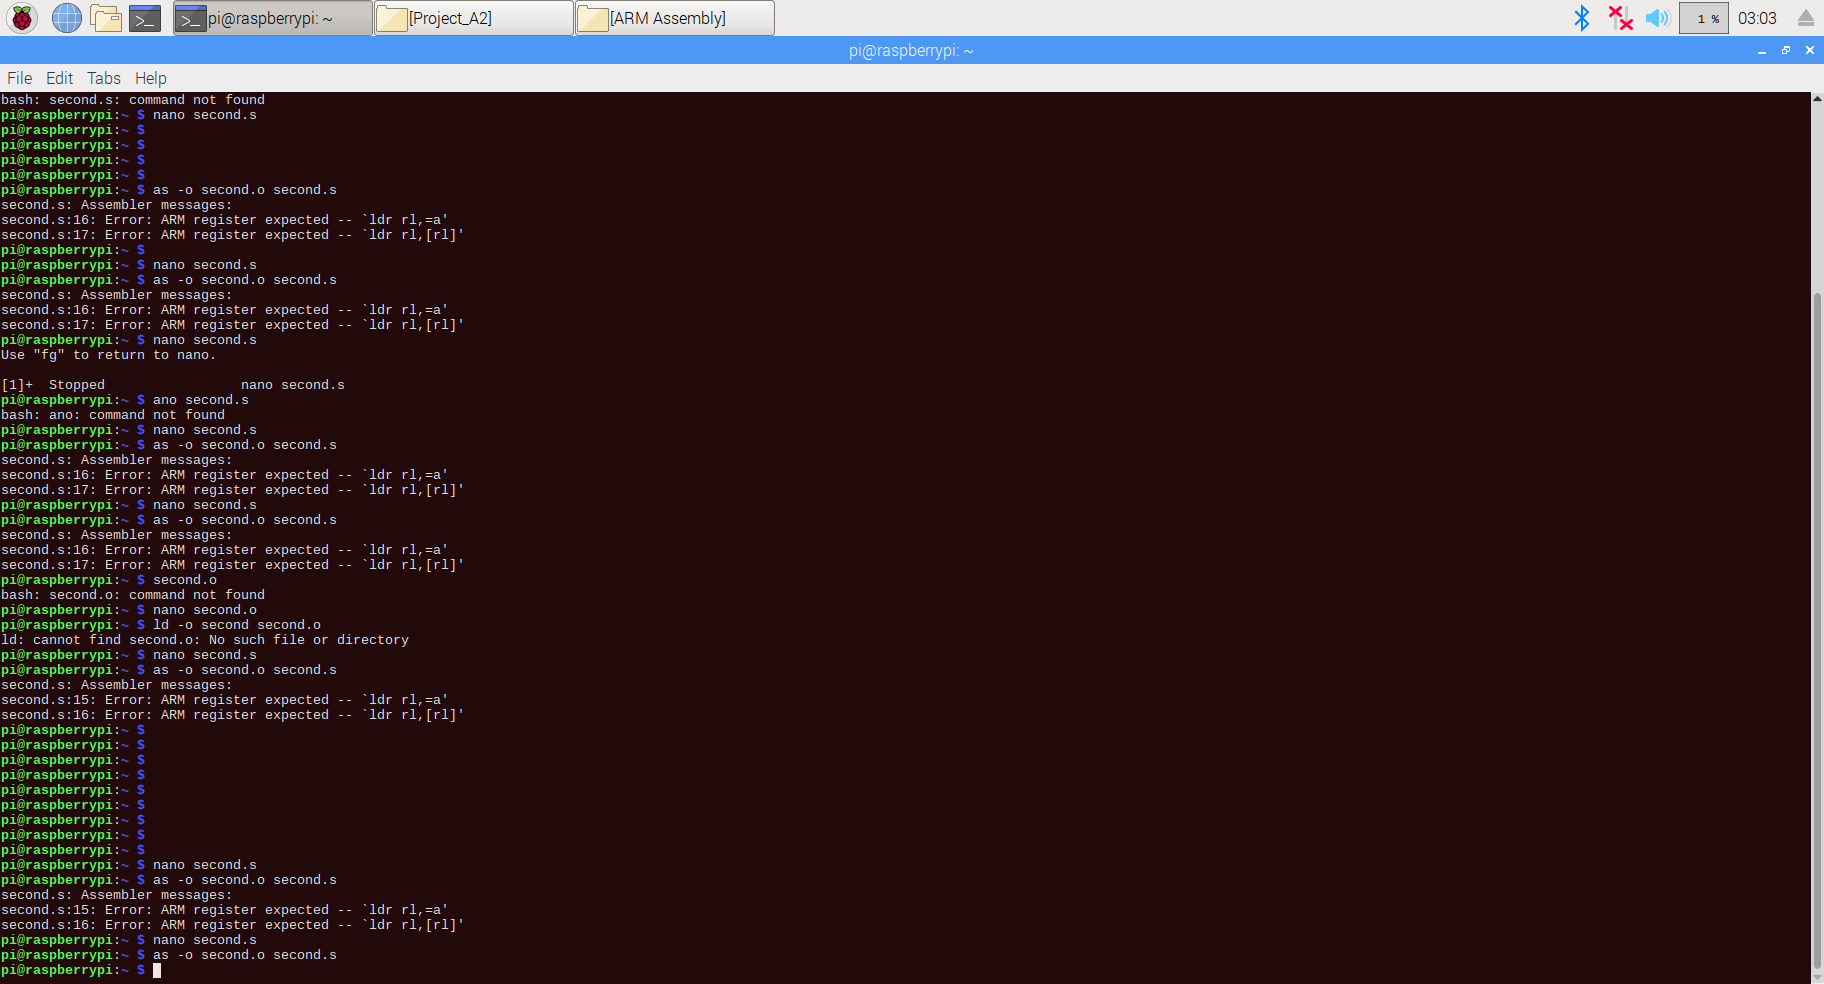 pi@raspberrypi: ~
[Project_A2]
[ARM Assembly]
1 %
03:03
pi@raspberrypi: ~
File Edit Tabs Help
bash: second.s: command not found
pi@raspberrypi:~ $ nano second.s
pi@raspberrypi:~ $
pi@raspberrypi:~ $
pi@raspberrypi:~ $
pi@raspberrypi:~ $
pi@raspberrypi:~ $ as -o second.o second.s
second.s: Assembler messages:
second.s:16: Error: ARM register expected -- `ldr rl,=a'
second.s:17: Error: ARM register expected -- `ldr rl,[rl]'
pi@raspberrypi:~ $
pi@raspberrypi:~ $ nano second.s
pi@raspberrypi:~ $ as -o second.o second.s
second.s: Assembler messages:
second.s:16: Error: ARM register expected -- `ldr rl,=a'
second.s:17: Error: ARM register expected -- `ldr rl,[rl]'
pi@raspberrypi:~ $ nano second.s
Use "fg" to return to nano.
[1]+  Stopped                 nano second.s
pi@raspberrypi:~ $ ano second.s
bash: ano: command not found
pi@raspberrypi:~ $ nano second.s
pi@raspberrypi:~ $ as -o second.o second.s
second.s: Assembler messages:
second.s:16: Error: ARM register expected -- `ldr rl,=a'
second.s:17: Error: ARM register expected -- `ldr rl,[rl]'
pi@raspberrypi:~ $ nano second.s
pi@raspberrypi:~ $ as -o second.o second.s
second.s: Assembler messages:
second.s:16: Error: ARM register expected -- `ldr rl,=a'
second.s:17: Error: ARM register expected -- `ldr rl,[rl]'
pi@raspberrypi:~ $ second.o
bash: second.o: command not found
pi@raspberrypi:~ $ nano second.o
pi@raspberrypi:~ $ ld -o second second.o
ld: cannot find second.o: No such file or directory
pi@raspberrypi:~ $ nano second.s
pi@raspberrypi:~ $ as -o second.o second.s
second.s: Assembler messages:
second.s:15: Error: ARM register expected -- `ldr rl,=a'
second.s:16: Error: ARM register expected -- `ldr rl,[rl]'
pi@raspberrypi:~ $
pi@raspberrypi:~ $
pi@raspberrypi:~ $
pi@raspberrypi:~ $
pi@raspberrypi:~ $
pi@raspberrypi:~ $
pi@raspberrypi:~ $
pi@raspberrypi:~ $
pi@raspberrypi:~ $
pi@raspberrypi:~ $ nano second.s
pi@raspberrypi:~ $ as -o second.o second.s
second.s: Assembler messages:
second.s:15: Error: ARM register expected -- `ldr rl,=a'
second.s:16: Error: ARM register expected -- `ldr rl,[rl]'
pi@raspberrypi:~ $ nano second.s
pi@raspberrypi:~ $ as -o second.o second.s
pi@raspberrypi:~ $